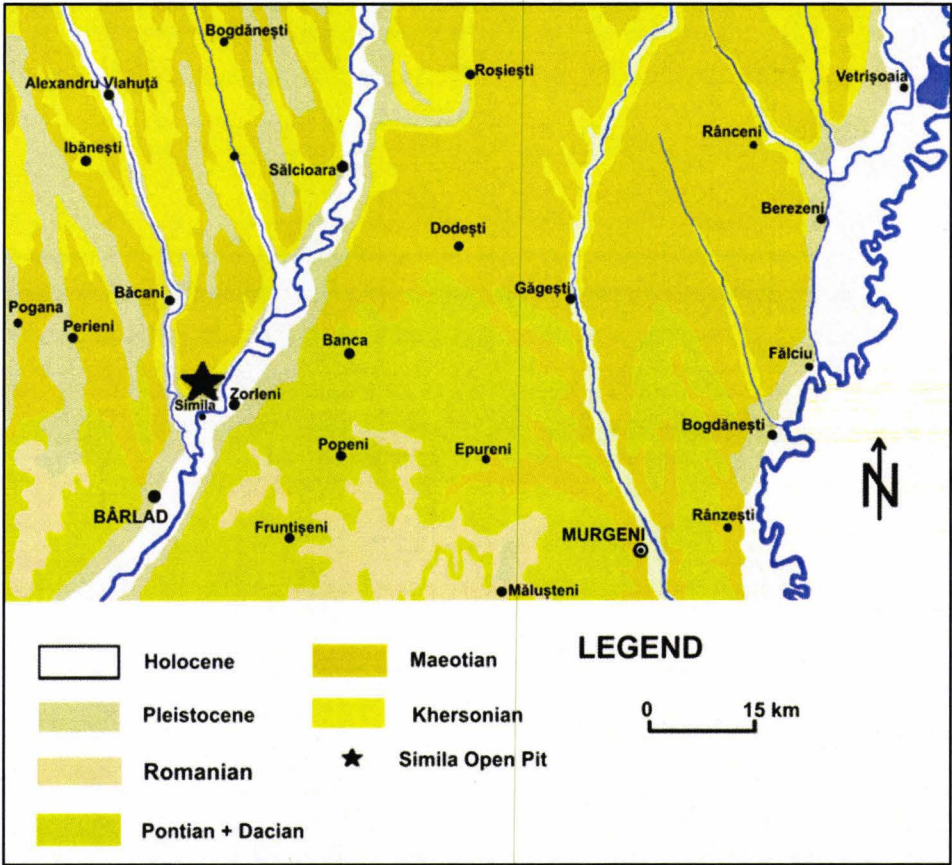 Bogdănești
Roșiești
Alexandru Vlahuță
Vetrișoaia
Ibănești
Rânceni
Sălcioara
Berezeni
Dodești
Băcani
Găgești
Pogana
Perieni
Banca
Fălciu
Simila
Zorleni
Bogdănești
Popeni
Epureni
N
BÂRLAD
Rânzești
Fruntișeni
MURGENI
Mălușteni
LEGEND
Holocene
Maeotian
Pleistocene
Khersonian
0 15 km
Romanian
Simila Open Pit
Pontian + Dacian